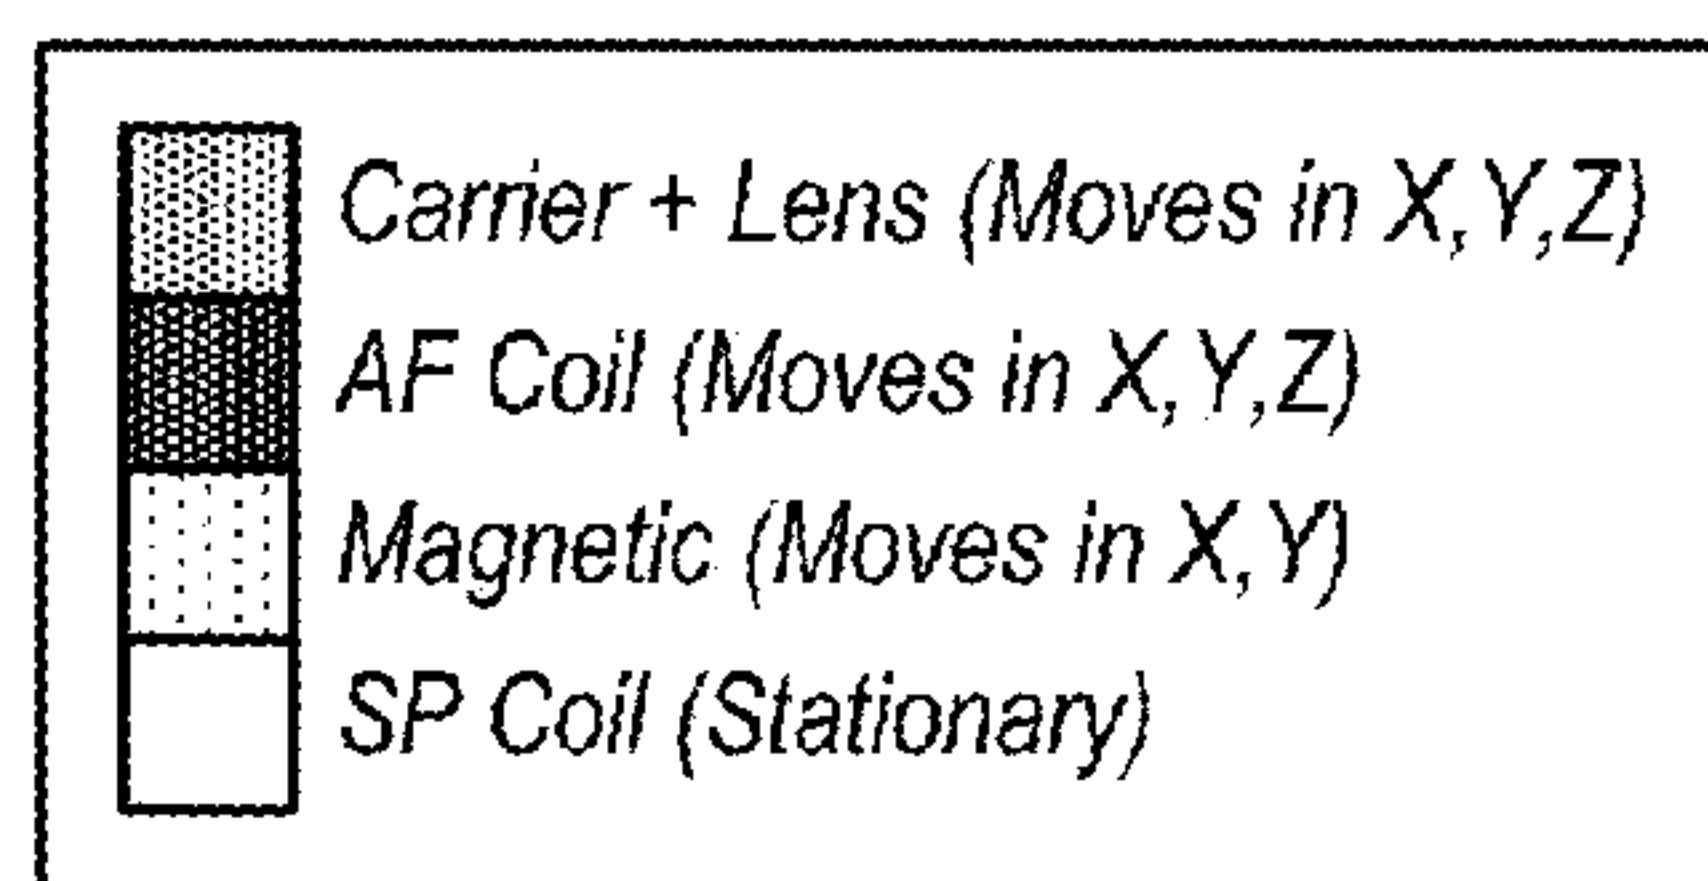 Carrier + Lens (Moves in X,Y,Z)
AF Coil (Moves in X,Y,Z)
Magnetic (Moves in X,Y)
SP Coil (Stationary)